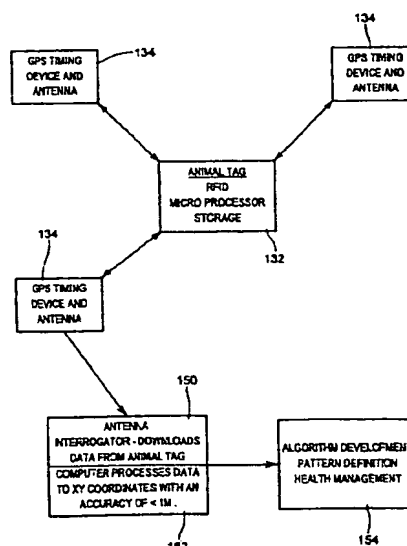 134
GPS TIMING
DEVICE AND
ANTENNA
134
GPS TIMING
DEVICE AND
ANTENNA
ANIMAL TAG
RFID
MICRO PROCESSOR
STORAGE
132
134
GPS TIMING
DEVICE AND
ANTENNA
150
ANTENNA
INTERROGATOR - DOWNLOADS
DATA FROM ANIMAL TAG
COMPUTER PROCESSES DATA
TO XY COORDINATES WITH AN
ACCURACY OF < 1M .
ALGORITHM DEVELOPMENT
PATTERN DEFINITION
HEALTH MANAGEMENT
154